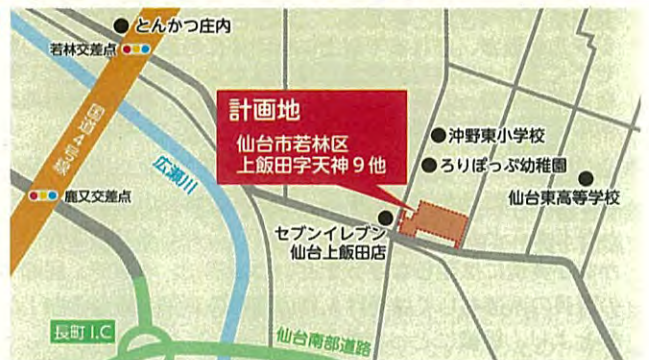 とんかつ庄内
若林交差点
国道4号線
広瀬川
計画地
仙台市若林区
上飯田字天神9他
沖野東小学校
ろりぽっぷ幼稚園
仙台東高等学校
鹿又交差点
セブンイレブン
仙台上飯田店
長町I.C
仙台南部道路